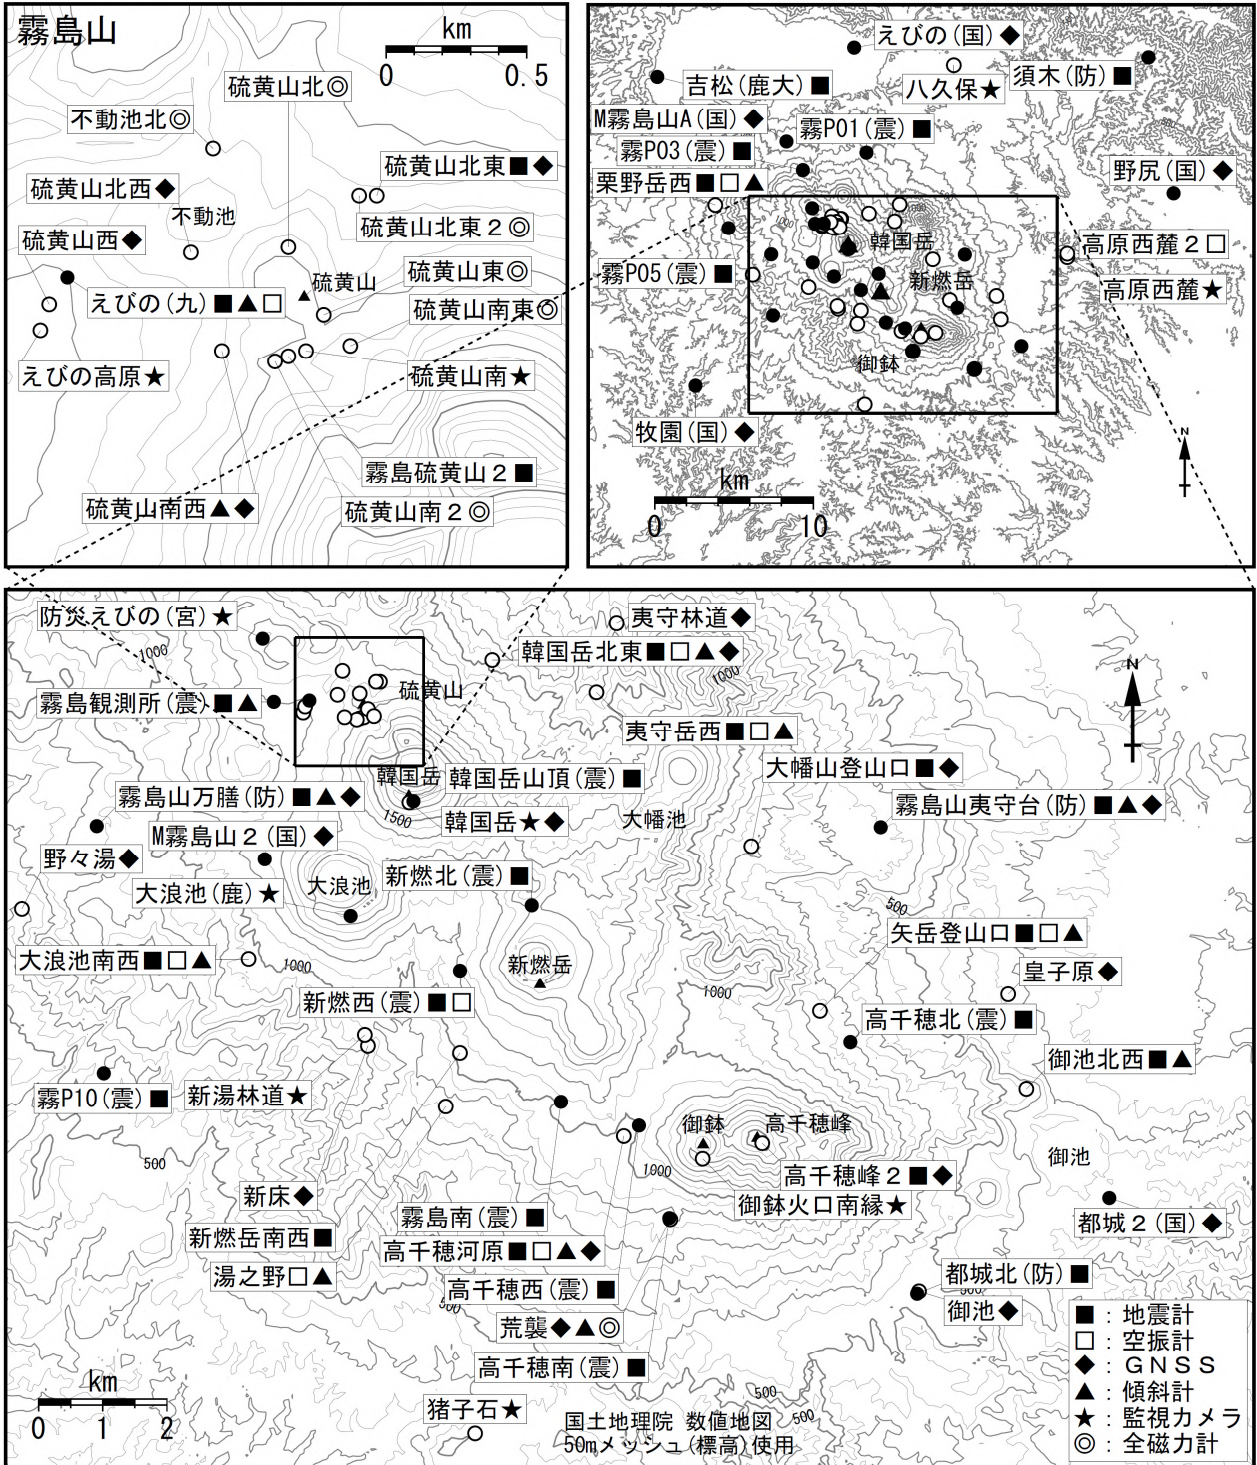 霧島山
km
0 0.5
硫黄山北◎
不動池北◎
硫黄山北東■◆
硫黄山北西◆
不動池
硫黄山北東2◎
硫黄山西◆
硫黄山東◎
硫黄山
えびの(九)■▲□
硫黄山南東◎
えびの高原★
硫黄山南★
霧島硫黄山2■
硫黄山南西▲◆
硫黄山南2◎
えびの(国)◆
吉松(鹿大)■
八久保★
須木(防)■
M霧島山A(国)◆
霧P01(震)■
霧P03(震)■
野尻(国)◆
栗野岳西■□▲
韓国岳
高原西麓2□
霧P05(震)■
新燃岳
高原西麓★
御鉢
牧園(国)◆
N
km
0 10
防災えびの(宮)★
夷守林道◆
1000
韓国岳北東■□▲◆
N
1000
霧島観測所(震)■▲
硫黄山
夷守岳西■□▲
大幡山登山口■◆
韓国岳
韓国岳山頂(震)■
霧島山万膳(防)■▲◆
霧島山夷守台(防)■▲◆
1500
韓国岳★◆
大幡池
M霧島山2(国)◆
野々湯◆
新燃北(震)■
大浪池
大浪池(鹿)★
500
矢岳登山口■□▲
大浪池南西■□▲
1000
新燃岳
皇子原◆
1000
新燃西(震)■□
高千穂北(震)■
御池北西■▲
霧P10(震)■
新湯林道★
御鉢
高千穂峰
500
1000
御池
高千穂峰2■◆
新床◆
御鉢火口南縁★
霧島南(震)■
都城2(国)◆
新燃岳南西■
高千穂河原■□▲◆
湯之野□▲
都城北(防)■
高千穂西(震)■
500
500
御池◆
荒襲◆▲◎
高千穂南(震)■
■：地震計
□：空振計
◆：GNSS
▲：傾斜計
★：監視カメラ
◎：全磁力計
km
0 1 2
500
猪子石★
500
国土地理院 数値地図
50mメッシュ(標高)使用